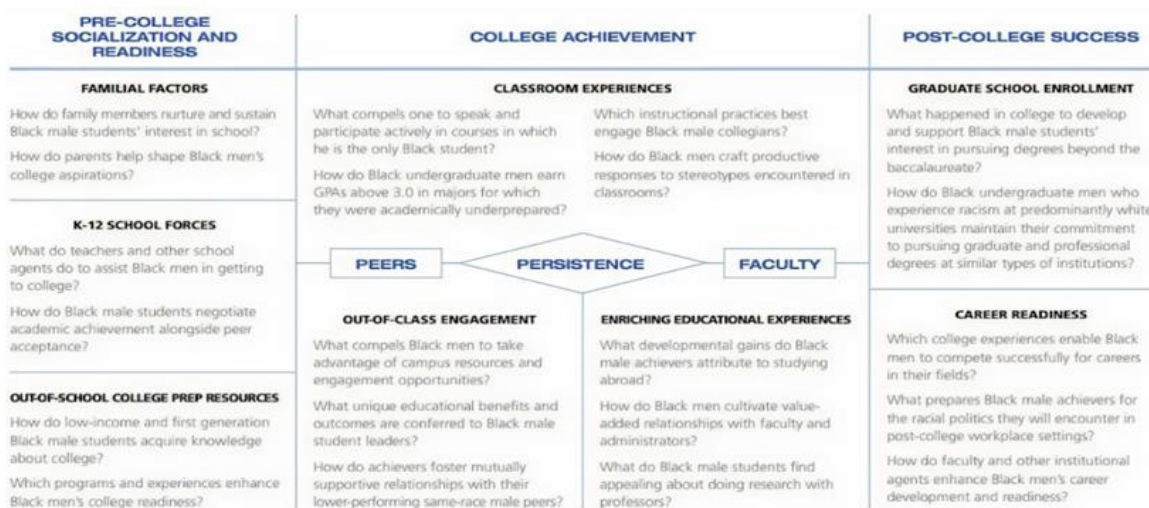 PRE-COLLEGE
SOCIALIZATION AND
READINESS
FAMILIAL FACTORS
How do family members nurture and sustain
Black male students' interest in school?
How do parents help shape Black men's
college aspirations?
K-12 SCHOOL FORCES
What do teachers and other school
agents do to assist Black men in getting
to college?
How do Black male students negotiate
academic achievement alongside peer
acceptance?
OUT-OF-SCHOOL COLLEGE PREP RESOURCES
How do low-income and first generation
Black male students acquire knowledge
about college?
Which programs and experiences enhance
Black men's college readiness?
COLLEGE ACHIEVEMENT
CLASSROOM EXPERIENCES
What compels one to speak and
participate actively in courses in which
he is the only Black student?
How do Black undergraduate men earn
GPAs above 3.0 in majors for which
they were academically underprepared?
Which instructional practices best
engage Black male collegians?
How do Black men craft productive
responses to stereotypes encountered in
classrooms?
PEERS
PERSISTENCE
FACULTY
OUT-OF-CLASS ENGAGEMENT
What compels Black men to take
advantage of campus resources and
engagement opportunities?
What unique educational benefits and
outcomes are conferred to Black male
student leaders?
How do achievers foster mutually
supportive relationships with their
lower-performing same-race male peers?
ENRICHING EDUCATIONAL EXPERIENCES
What developmental gains do Black
male achievers attribute to studying
abroad?
How do Black men cultivate value-
added relationships with faculty and
administrators?
What do Black male students find
appealing about doing research with
professors?
POST-COLLEGE SUCCESS
GRADUATE SCHOOL ENROLLMENT
What happened in college to develop
and support Black male students'
interest in pursuing degrees beyond the
baccalaureate?
How do Black undergraduate men who
experience racism at predominantly white
universities maintain their commitment
to pursuing graduate and professional
degrees at similar types of institutions?
CAREER READINESS
Which college experiences enable Black
men to compete successfully for careers
in their fields?
What prepares Black male achievers for
the racial politics they will encounter in
post-college workplace settings?
How do faculty and other institutional
agents enhance Black men's career
development and readiness?